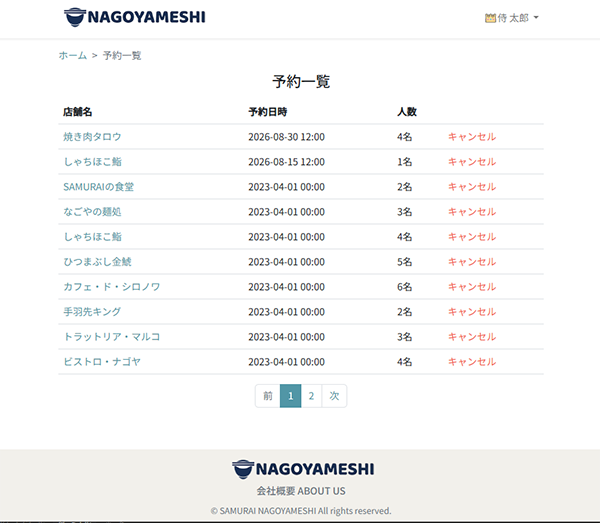 NAGOYAMESHI
侍 太郎
ホーム > 予約一覧
予約一覧
店舗名 予約日時 人数
焼き肉タロウ 2026-08-30 12:00 4名 キャンセル
しゃちほこ鮨 2026-08-15 12:00 1名 キャンセル
SAMURAIの食堂 2023-04-01 00:00 2名 キャンセル
なごやの麺処 2023-04-01 00:00 3名 キャンセル
しゃちほこ鮨 2023-04-01 00:00 4名 キャンセル
ひつまぶし金鯱 2023-04-01 00:00 5名 キャンセル
カフェ・ド・シロノワ 2023-04-01 00:00 6名 キャンセル
手羽先キング 2023-04-01 00:00 2名 キャンセル
トラットリア・マルコ 2023-04-01 00:00 3名 キャンセル
ビストロ・ナゴヤ 2023-04-01 00:00 4名 キャンセル
前 1 2 次
NAGOYAMESHI
会社概要 ABOUT US
© SAMURAI NAGOYAMESHI All rights reserved.